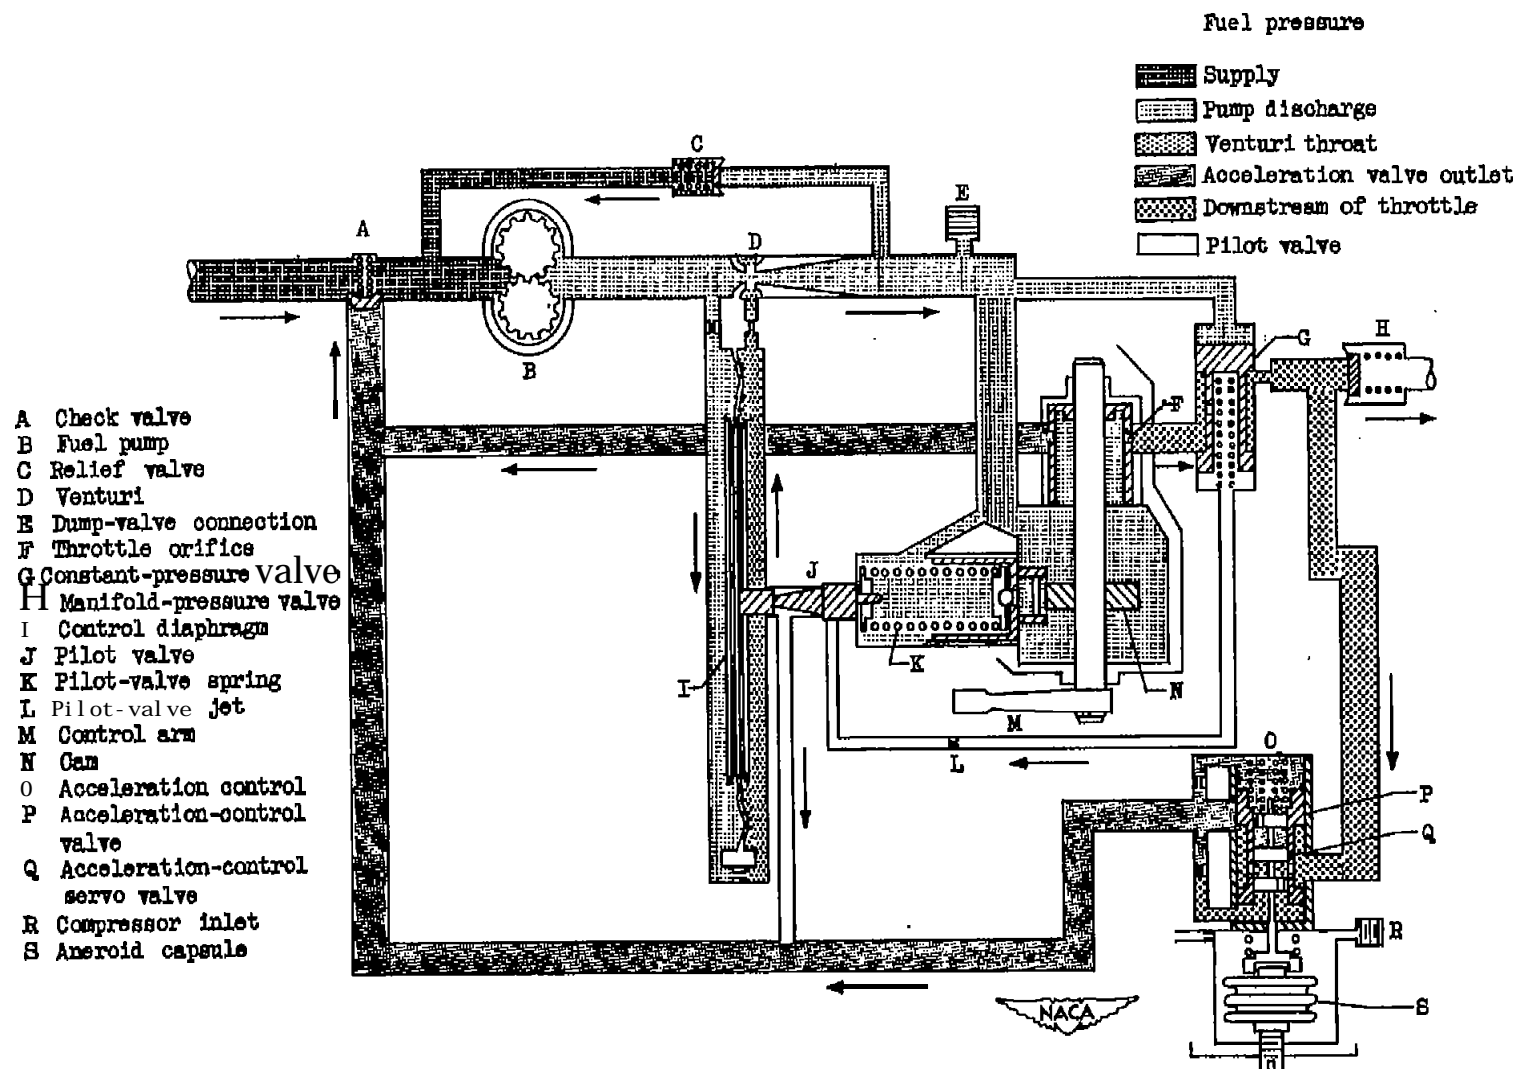 Fuel pressure
Supply
Pump discharge
Venturi throat
Acceleration valve outlet
Downstream of throttle
Pilot valve
C
E
A
D
G
H
B
F
J
K
I
N
M
L
O
P
Q
R
S
A Check valve
B Fuel pump
C Relief valve
D Venturi
E Dump-valve connection
F Throttle orifice
G Constant-pressure valve
H Manifold-pressure valve
I Control diaphragm
J Pilot valve
K Pilot-valve spring
L Pilot-valve jet
M Control arm
N Cam
O Acceleration control
P Acceleration-control
valve
Q Acceleration-control
servo valve
R Compressor inlet
S Aneroid capsule
NACA